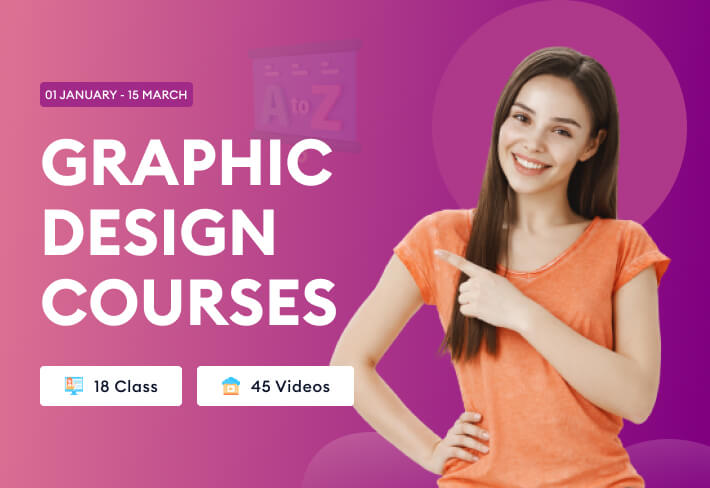 01 JANUARY - 15 MARCH
A to Z
GRAPHIC
DESIGN
COURSES
18 Class
45 Videos